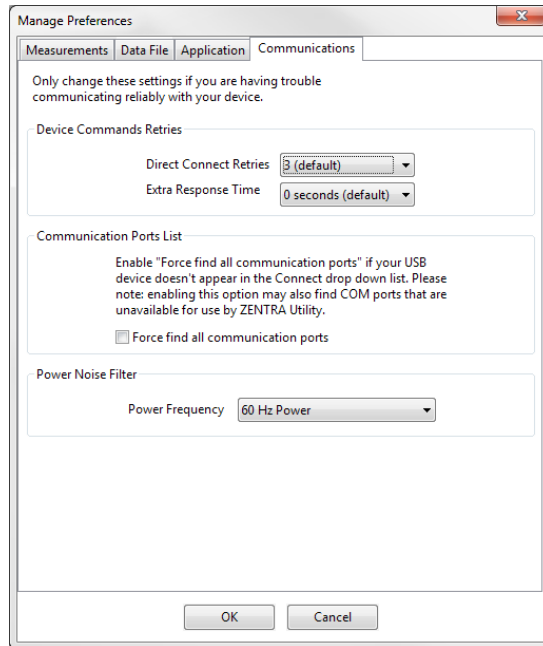 Manage Preferences
Measurements Data File Application Communications
Only change these settings if you are having trouble
communicating reliably with your device.
Device Commands Retries
Direct Connect Retries 3 (default)
Extra Response Time 0 seconds (default)
Communication Ports List
Enable "Force find all communication ports" if your USB
device doesn't appear in the Connect drop down list. Please
note: enabling this option may also find COM ports that are
unavailable for use by ZENTRA Utility.
Force find all communication ports
Power Noise Filter
Power Frequency 60 Hz Power
OK Cancel